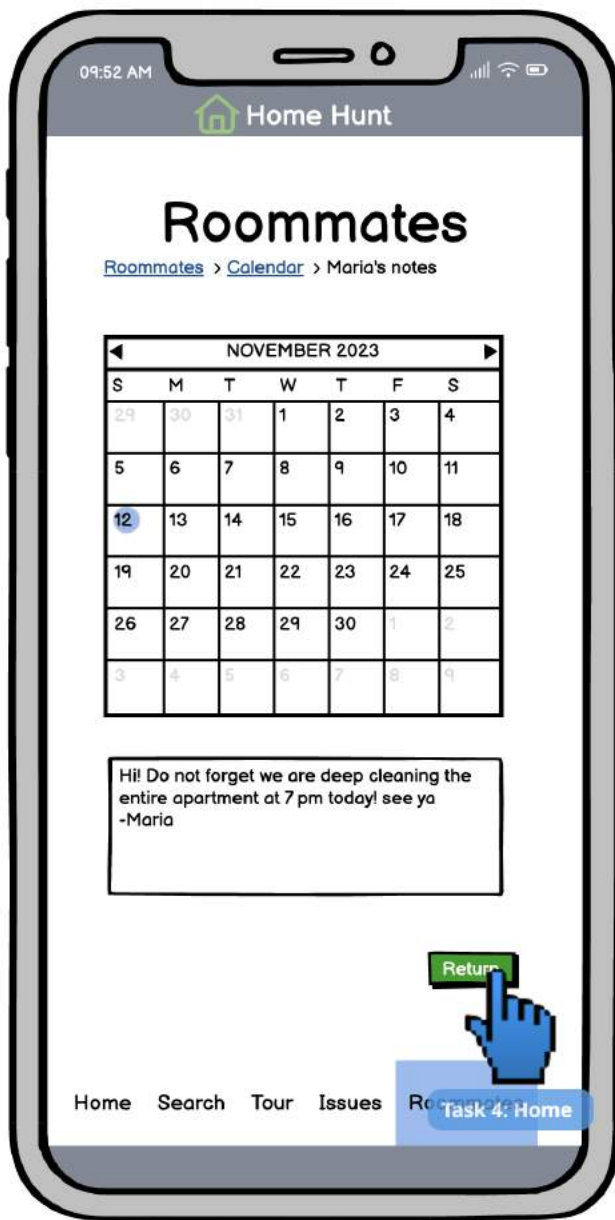 09:52 AM
Home Hunt
Roommates
Roommates > Calendar > Maria's notes
NOVEMBER 2023
S M T W T F S
29 30 31 1 2 3 4
5 6 7 8 9 10 11
12 13 14 15 16 17 18
19 20 21 22 23 24 25
26 27 28 29 30 1 2
3 4 5 6 7 8 9
Hi! Do not forget we are deep cleaning the
entire apartment at 7 pm today! see ya
-Maria
Return
Home Search Tour Issues Roommates
Task 4: Home